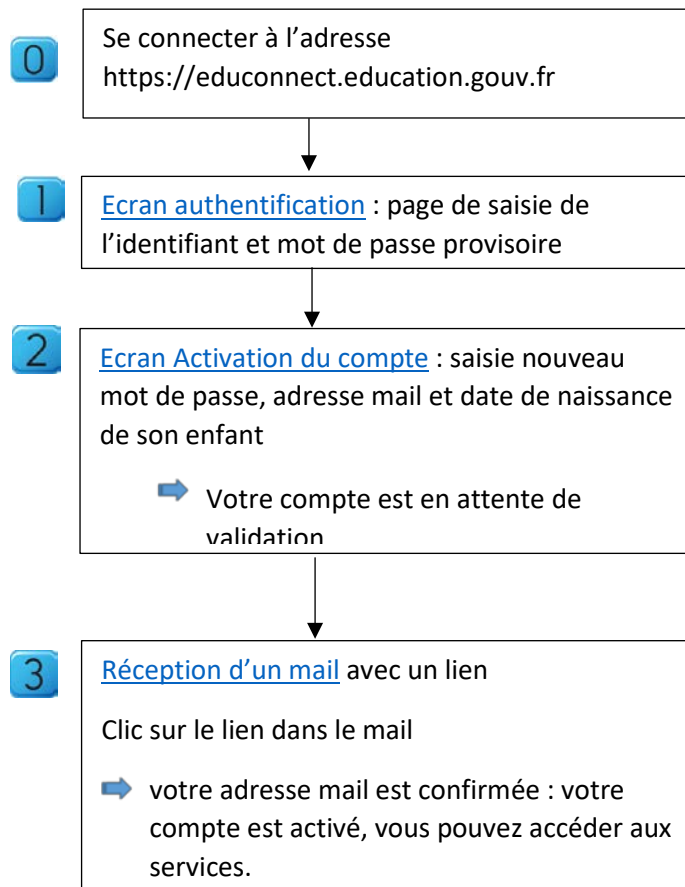 0
Se connecter à l’adresse
https://educonnect.education.gouv.fr
1
Ecran authentification : page de saisie de
l’identifiant et mot de passe provisoire
2
Ecran Activation du compte : saisie nouveau
mot de passe, adresse mail et date de naissance
de son enfant
Votre compte est en attente de
validation
3
Réception d’un mail avec un lien
Clic sur le lien dans le mail
votre adresse mail est confirmée : votre
compte est activé, vous pouvez accéder aux
services.